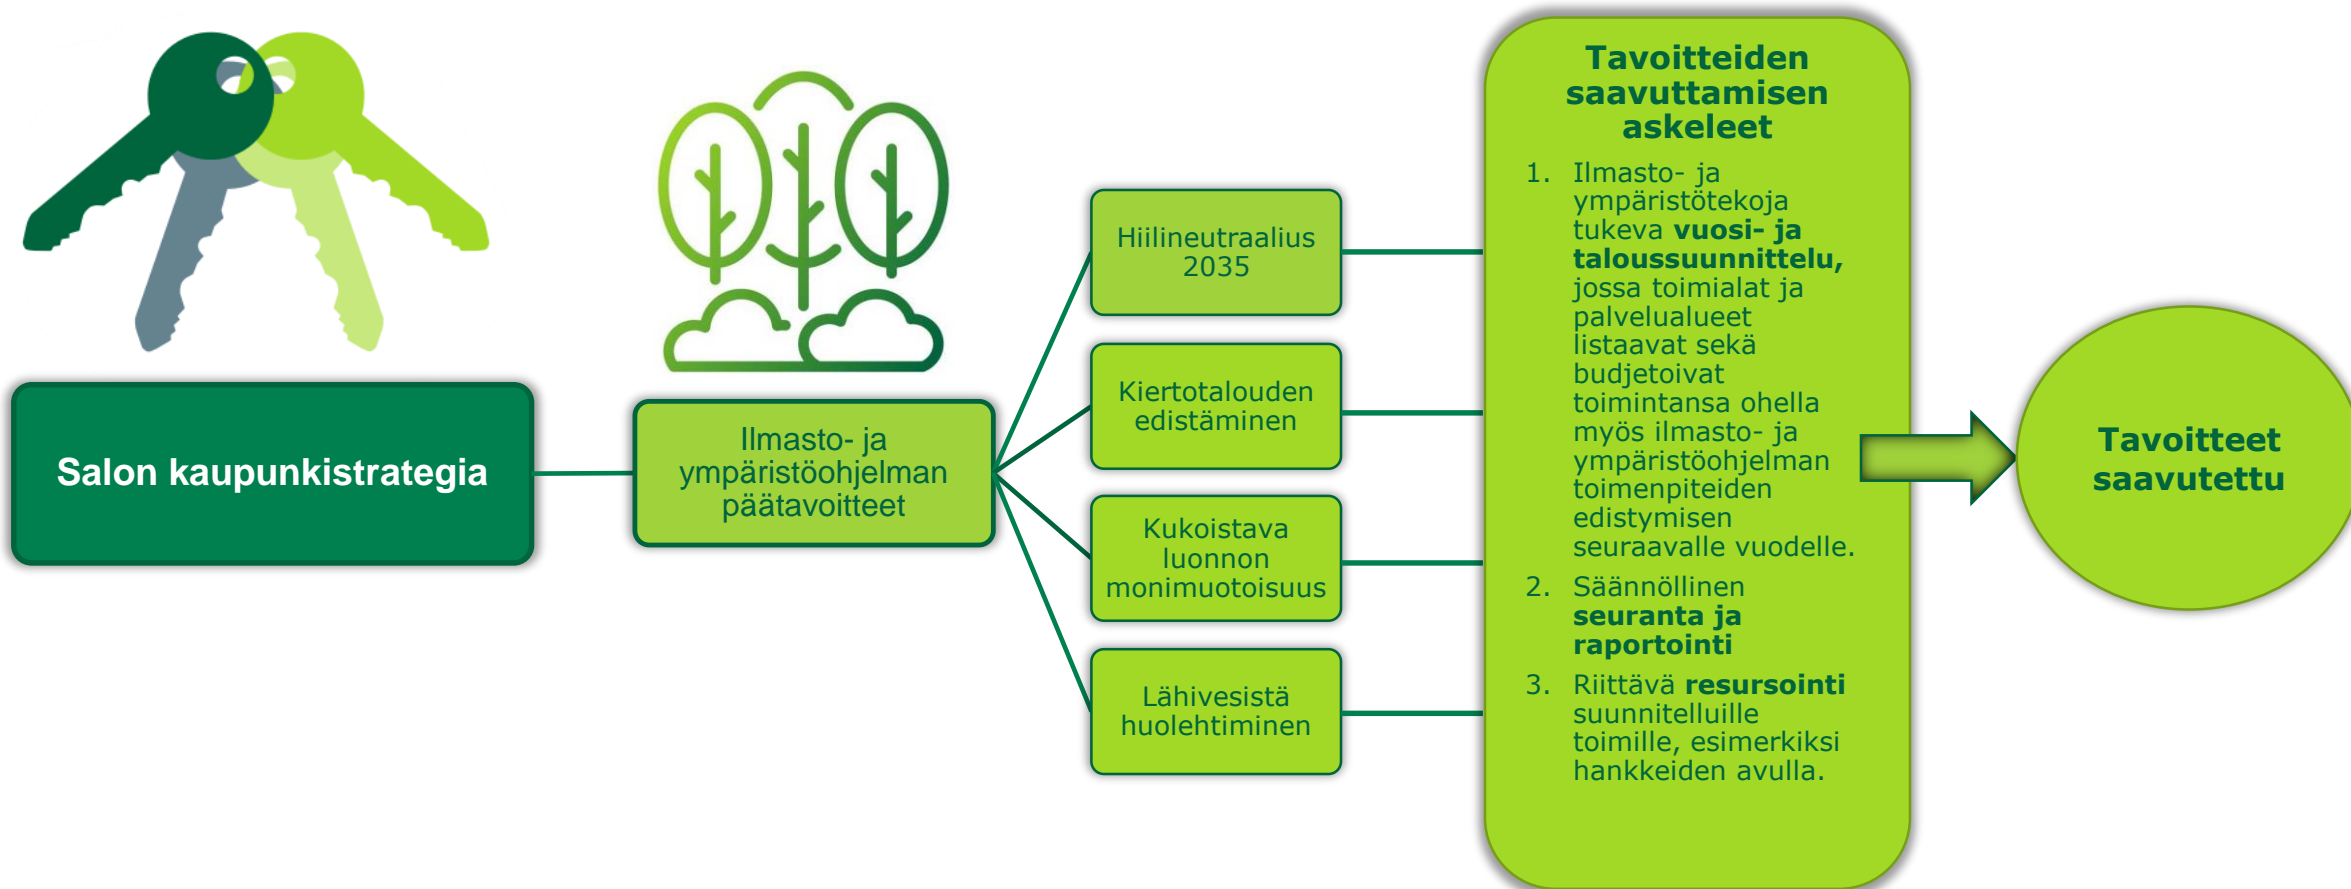 Salon kaupunkistrategia
Ilmasto- ja
ympäristöohjelman
päätavoitteet
Hiilineutraalius
2035
Kiertotalouden
edistäminen
Kukoistava
luonnon
monimuotoisuus
Lähivesistä
huolehtiminen
Tavoitteiden
saavuttamisen
askeleet
1. Ilmasto- ja
ympäristötekoja
tukeva vuosi- ja
taloussuunnittelu,
jossa toimialat ja
palvelualueet
listaavat sekä
budjetoivat
toimintansa ohella
myös ilmasto- ja
ympäristöohjelman
toimenpiteiden
edistymisen
seuraavalle vuodelle.
2. Säännöllinen
seuranta ja
raportointi
3. Riittävä resursointi
suunnitelluille
toimille, esimerkiksi
hankkeiden avulla.
Tavoitteet
saavutettu